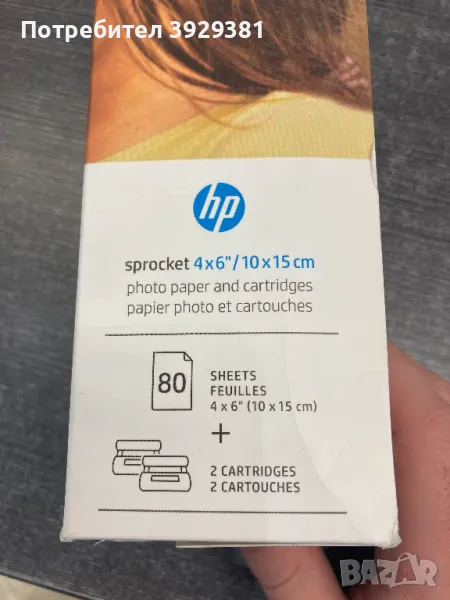 Потребител 3929381
hp
sprocket 4x6"/10x15 cm
photo paper and cartridges
papier photo et cartouches
80
SHEETS
FEUILLES
4 x 6" (10 x 15 cm)
+
2 CARTRIDGES
2 CARTOUCHES
BAZAR